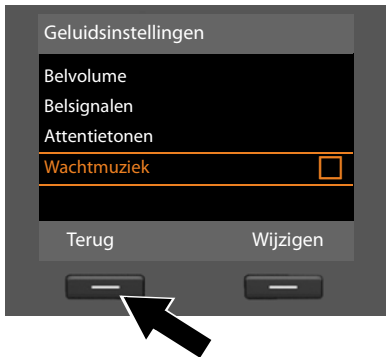 Geluidsinstellingen
Belvolume
Belsignalen
Attentietonen
Wachtmuziek
Terug Wijzigen